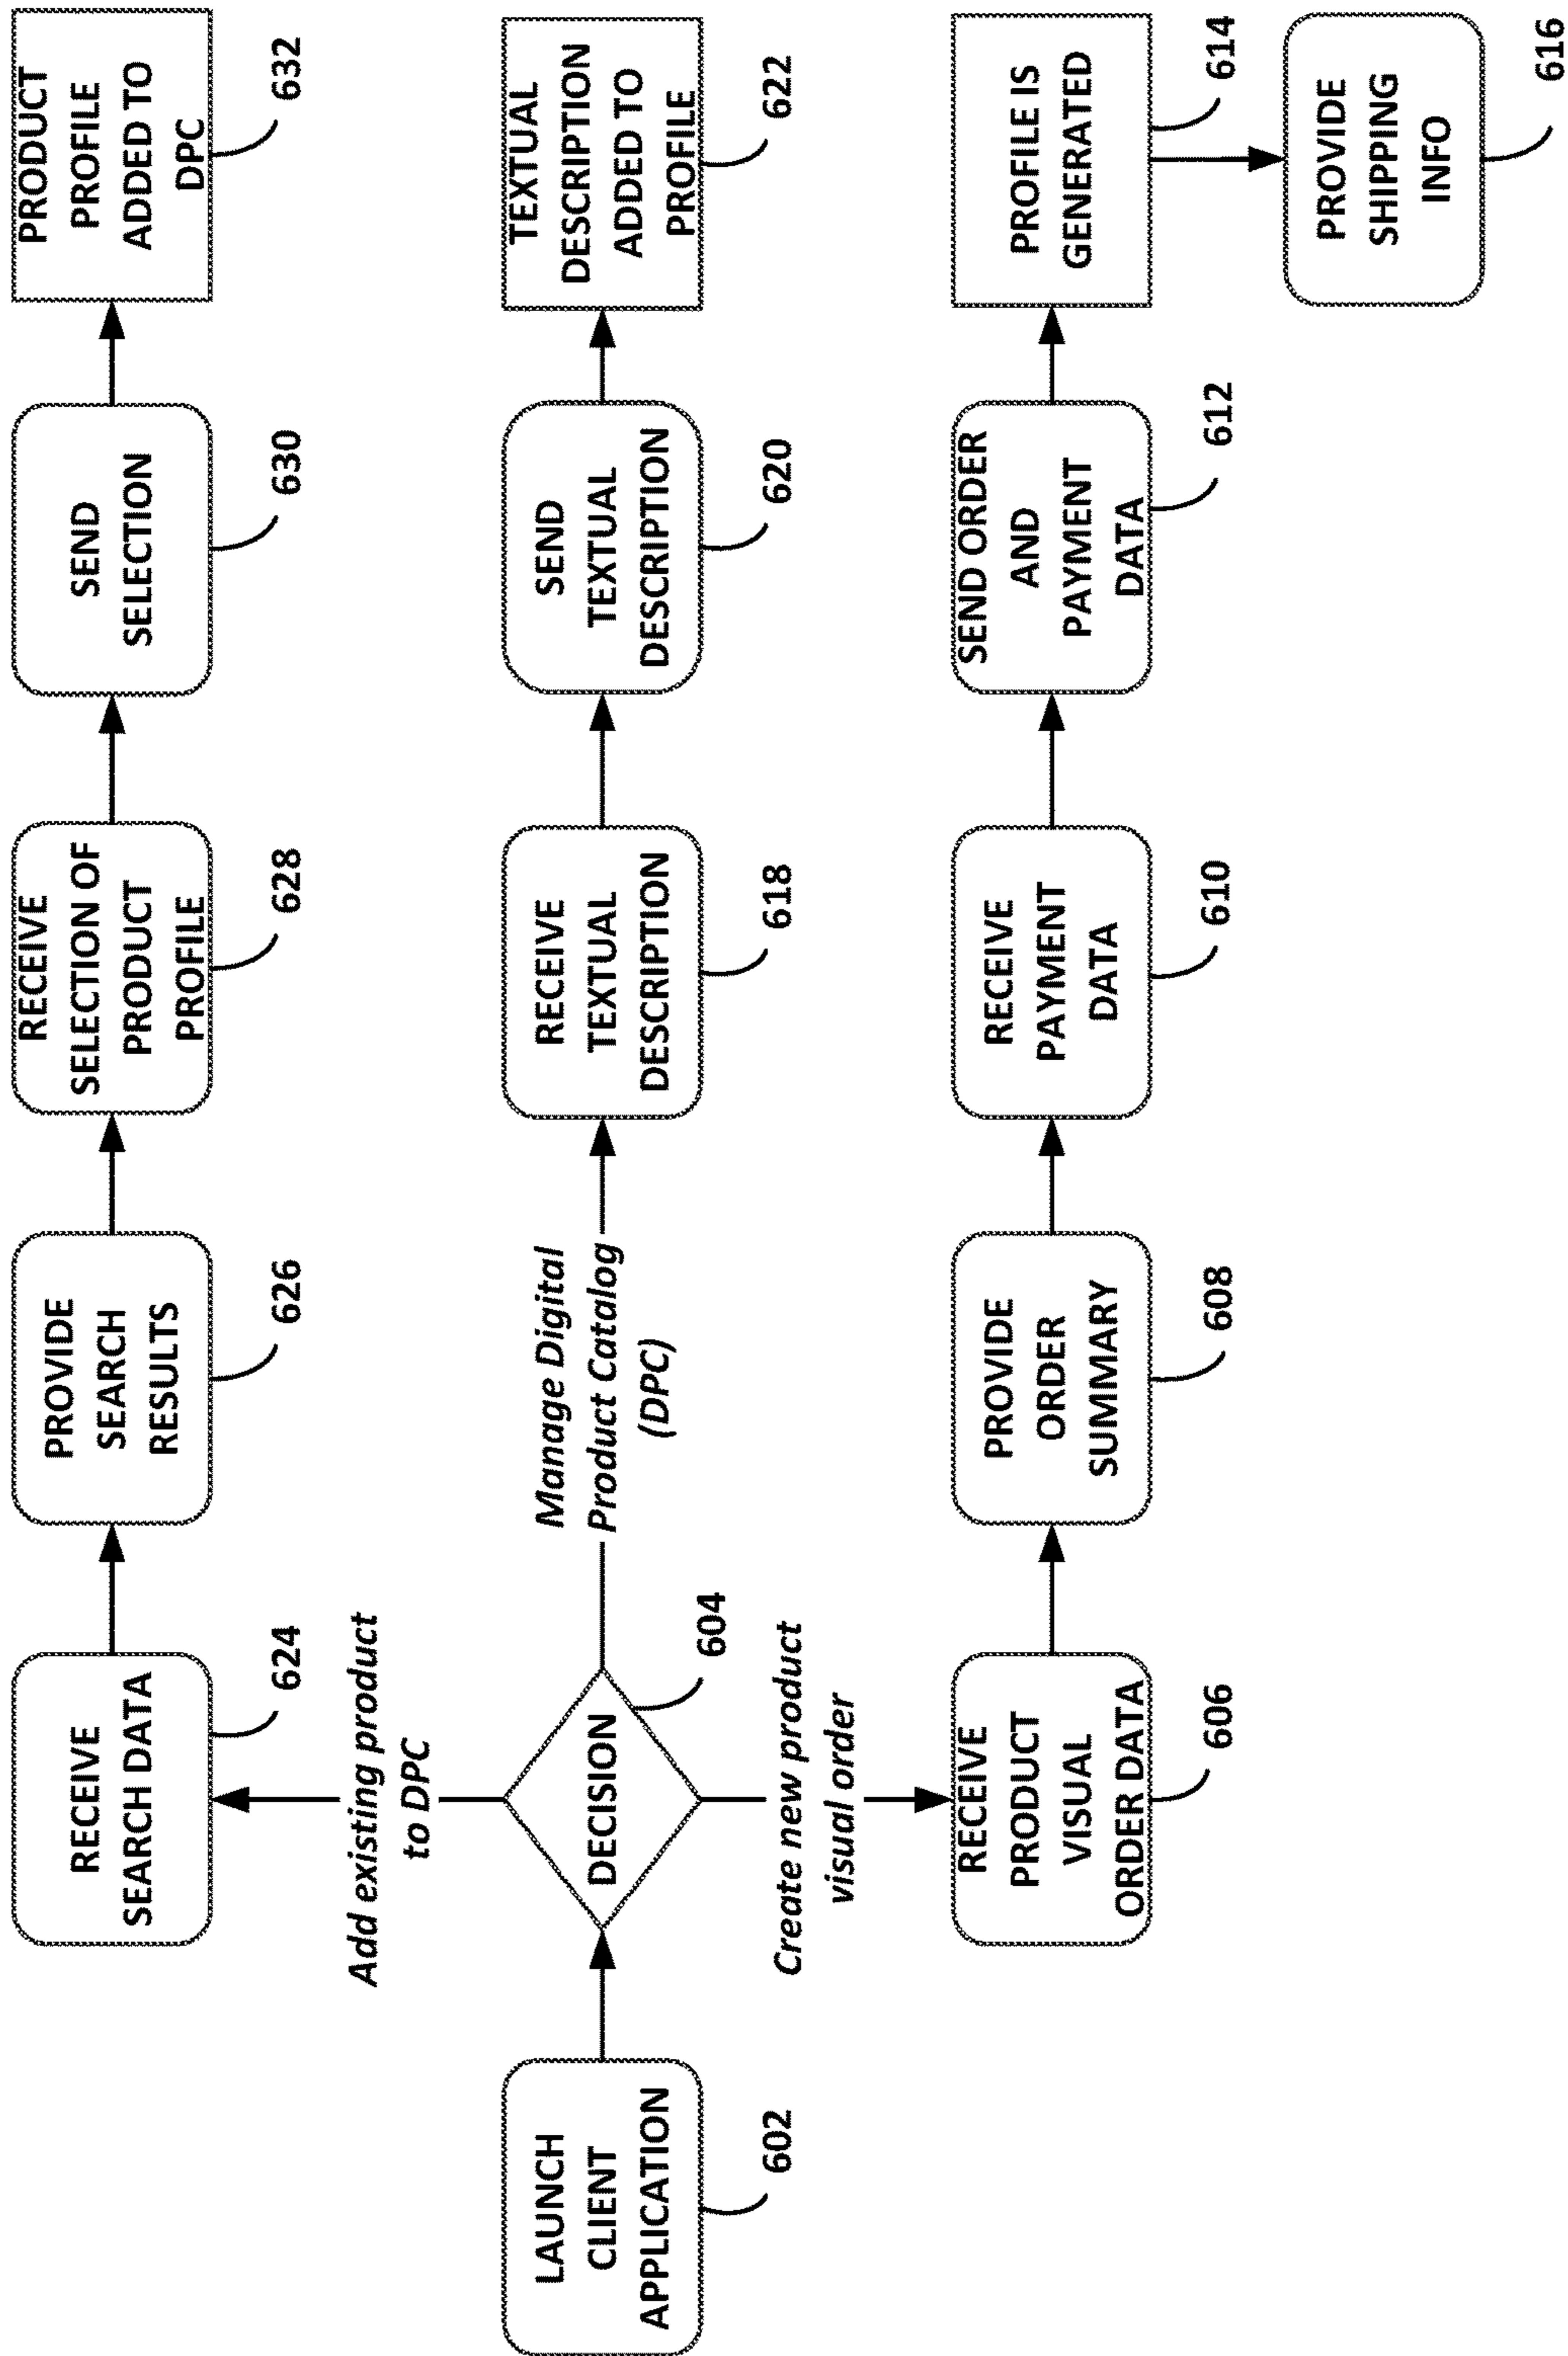 LAUNCH
CLIENT
APPLICATION
602
DECISION
604
Add existing product
to DPC
RECEIVE
SEARCH DATA
624
PROVIDE
SEARCH
RESULTS
626
RECEIVE
SELECTION OF
PRODUCT
PROFILE
628
SEND
SELECTION
630
PRODUCT
PROFILE
ADDED TO
DPC
632
Manage Digital
Product Catalog
(DPC)
RECEIVE
TEXTUAL
DESCRIPTION
618
SEND
TEXTUAL
DESCRIPTION
620
TEXTUAL
DESCRIPTION
ADDED TO
PROFILE
622
Create new product
visual order
RECEIVE
PRODUCT
VISUAL
ORDER DATA
606
PROVIDE
ORDER
SUMMARY
608
RECEIVE
PAYMENT
DATA
610
SEND ORDER
AND
PAYMENT
DATA
612
PROFILE IS
GENERATED
614
PROVIDE
SHIPPING
INFO
616